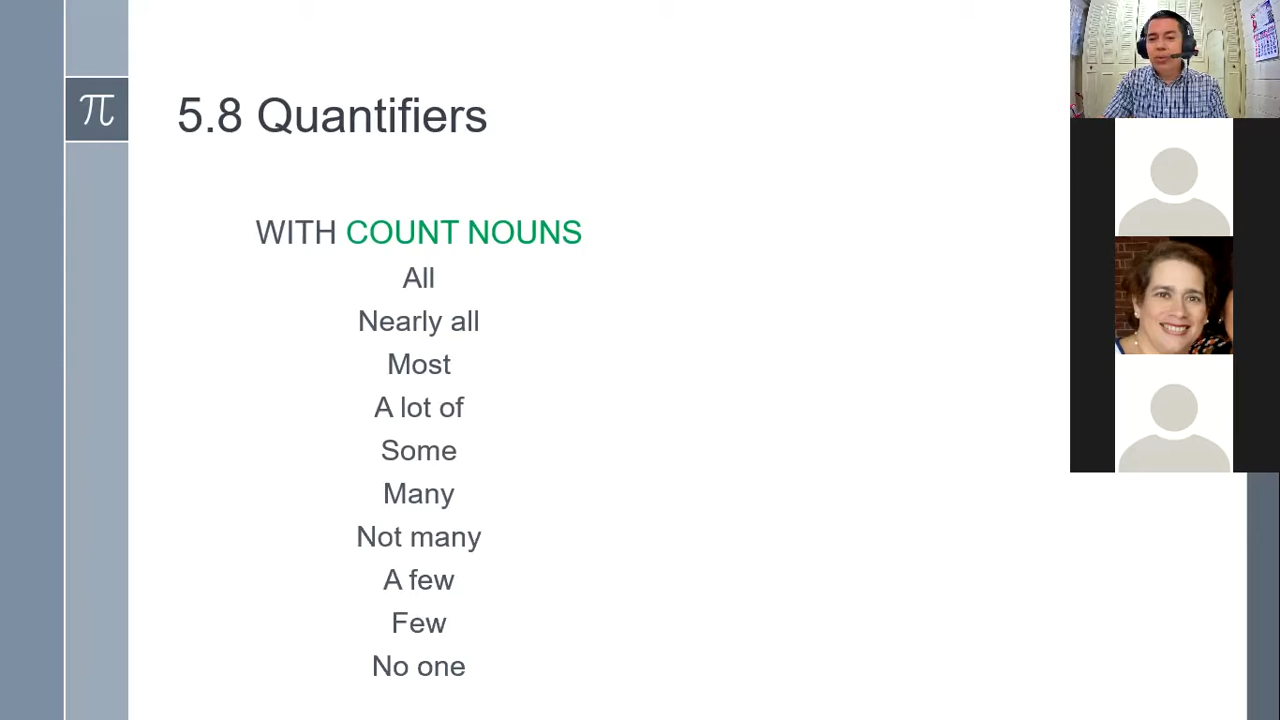 π
5.8 Quantifiers
WITH COUNT NOUNS
All
Nearly all
Most
A lot of
Some
Many
Not many
A few
Few
No one